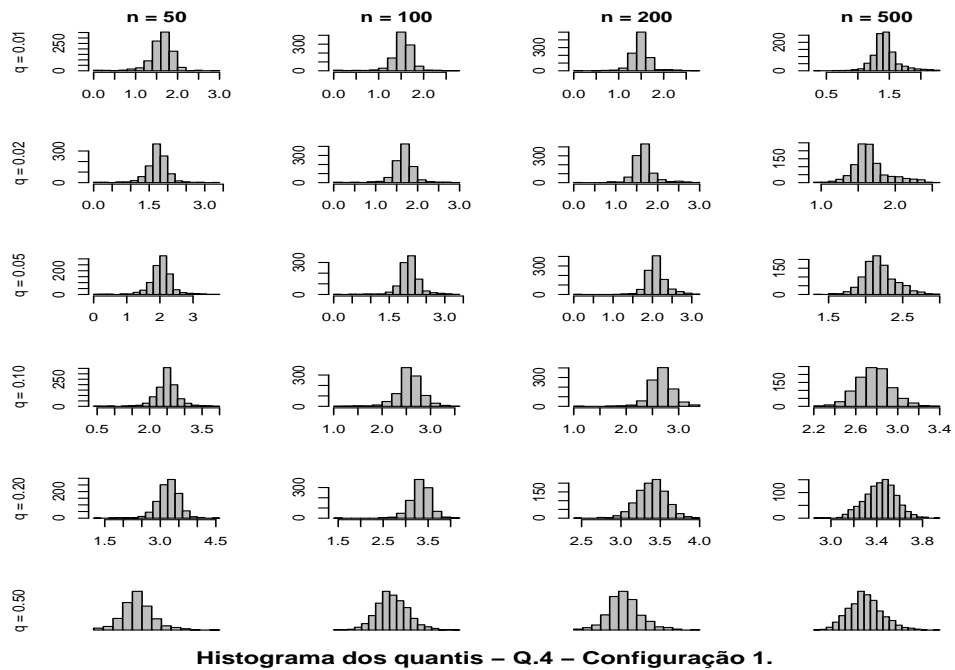 n = 50 n = 100 n = 200 n = 500
q = 0.01
250
0
0.0 1.0 2.0 3.0
300
0
0.0 1.0 2.0
400
0
0.0 1.0 2.0
200
0
0.5 1.5
q = 0.02
300
0
0.0 1.5 3.0
300
0
0.0 1.0 2.0 3.0
300
0
0.0 1.0 2.0 3.0
150
0
1.0 2.0
q = 0.05
200
0
0 1 2 3
300
0
0.0 1.0 2.0 3.0
300
0
0.0 1.0 2.0 3.0
150
0
1.5 2.5
q = 0.10
250
0
0.5 2.0 3.5
300
0
1.0 2.0 3.0
300
0
1.0 2.0 3.0
150
0
2.2 2.6 3.0 3.4
q = 0.20
200
0
1.5 3.0 4.5
300
0
1.5 2.5 3.5
150
0
2.5 3.0 3.5 4.0
100
0
3.0 3.4 3.8
q = 0.50
Histograma dos quantis – Q.4 – Configuração 1.